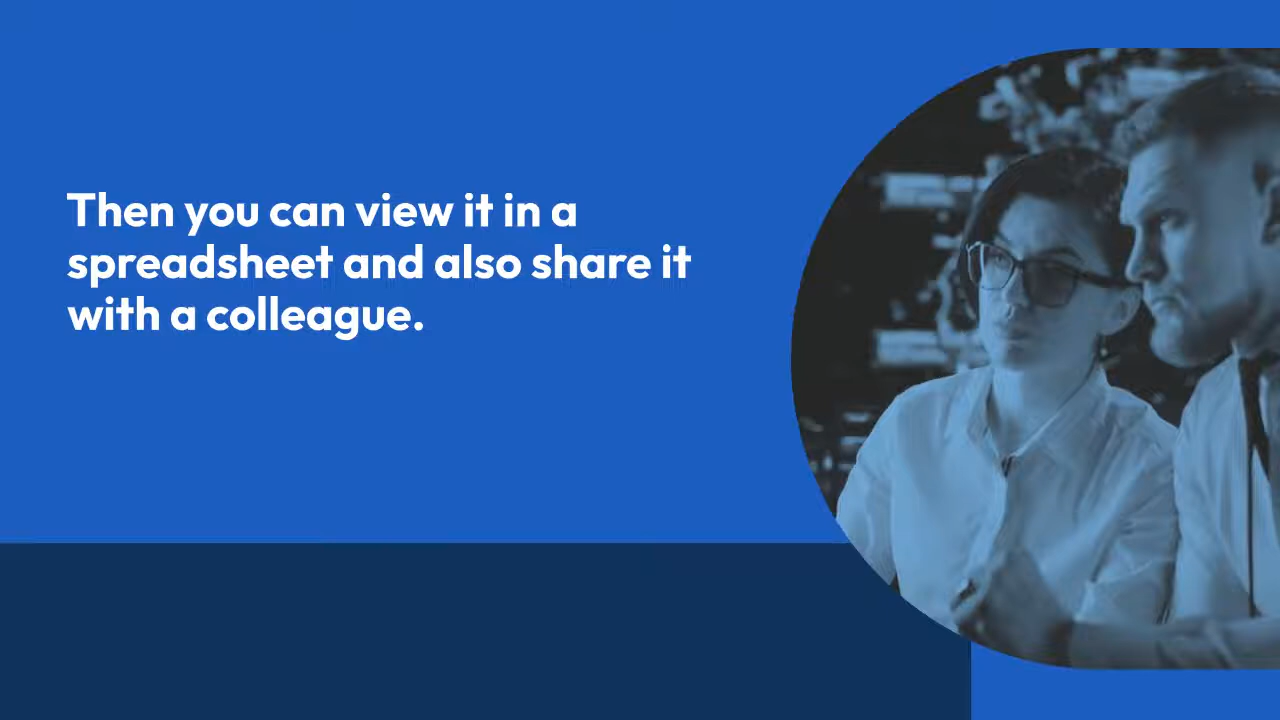 Then you can view it in a
spreadsheet and also share it
with a colleague.